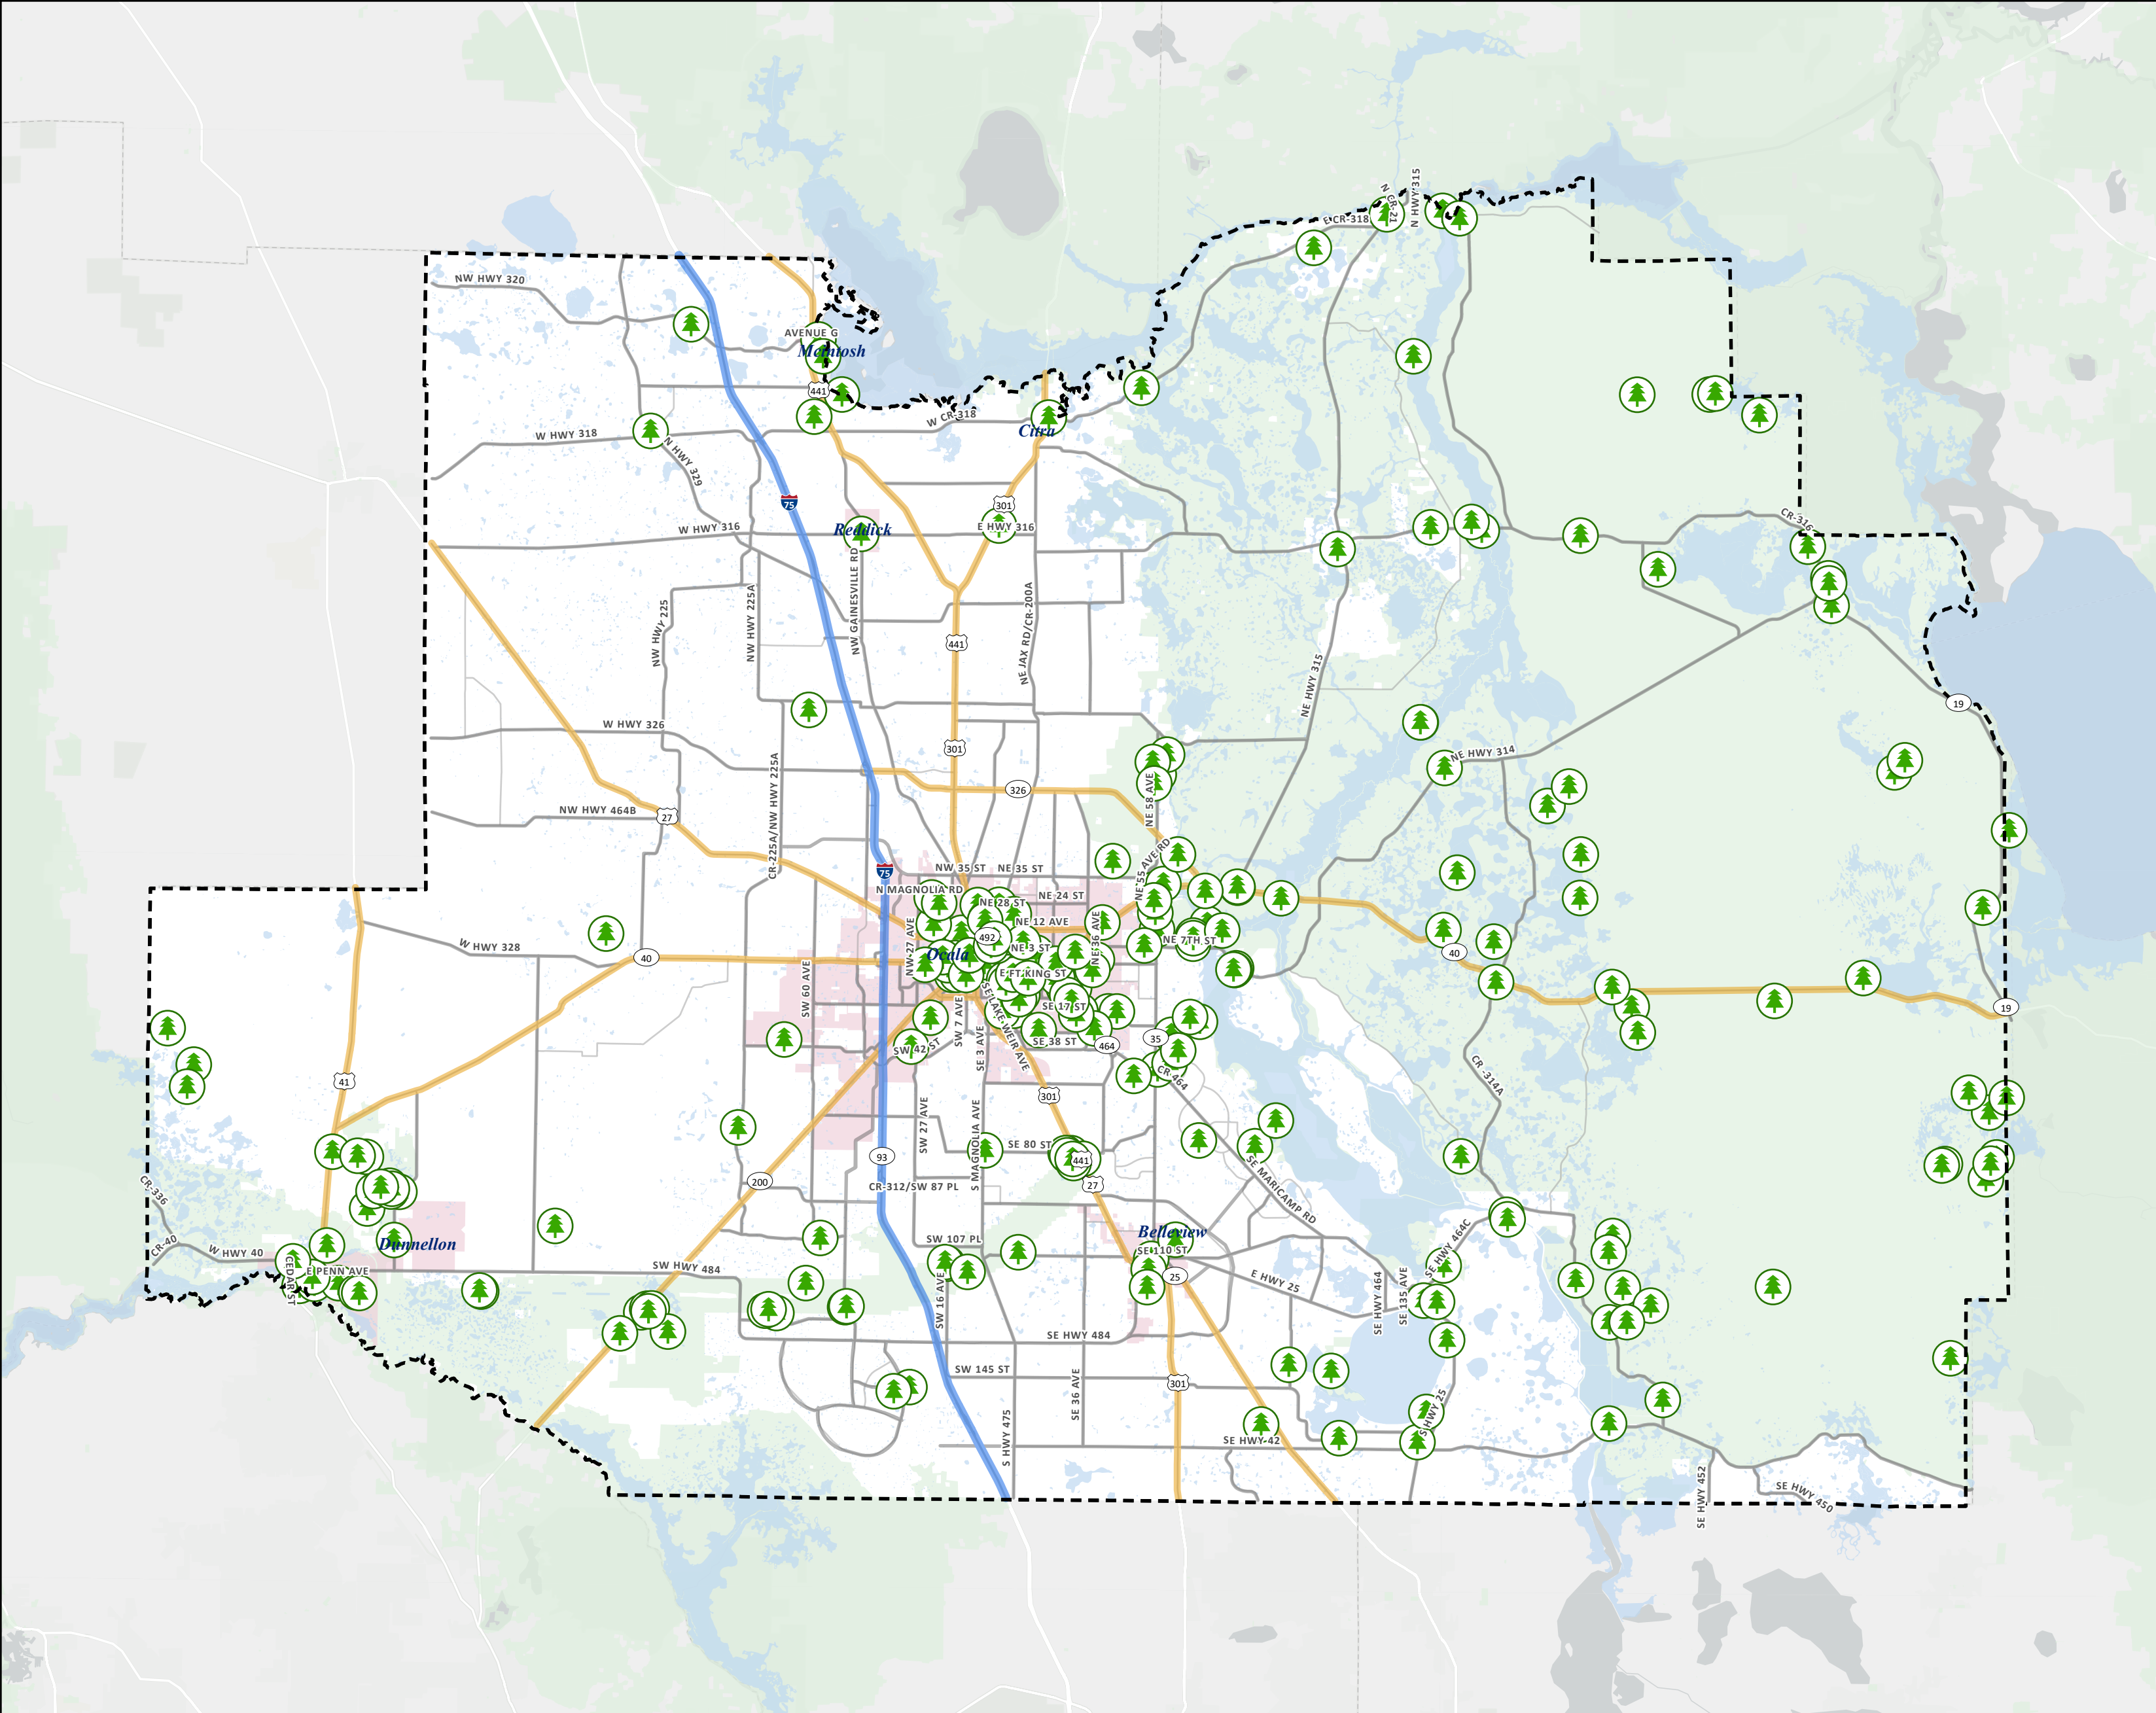 N HWY 315
N CR-21
E CR-318
NW HWY 320
AVENUE G
McIntosh
441
W CR-318
Citra
W HWY 318
N HWY 329
75
301
W HWY 316
Reddick
E HWY 316
CR-316
NW HWY 225
NW HWY 225A
NW GAINESVILLE RD
NE JAX RD/CR-200A
441
NE HWY 315
19
W HWY 326
301
NE HWY 314
CR-225A/NW HWY 225A
326
NE 58 AVE
NW HWY 464B
27
75
NW 35 ST
NE 35 ST
NE 55 AVE RD
N MAGNOLIA RD
NE 24 ST
NE 28 ST
NE 12 AVE
NE 36 AVE
NW 27 AVE
492
NE 3 ST
NE 7TH ST
W HWY 328
40
Ocala
40
E FT KING ST
SW 60 AVE
SE LAKE WEIR AVE
SE 17 ST
19
SW 7 AVE
SE 3 AVE
SW 42 ST
SE 38 ST
464
35
CR-464
CR -314A
41
301
SW 27 AVE
S MAGNOLIA AVE
SE 80 ST
441
93
200
CR-312/SW 87 PL
27
SE MARICAMP RD
CR-336
CR-40
W HWY 40
Dunnellon
E PENN AVE
CEDAR ST
SW HWY 484
SW 107 PL
Belleview
SE 110 ST
25
E HWY 25
SE HWY 464C
SE HWY 464
SE 135 AVE
SW 16 AVE
SE HWY 484
SW 145 ST
SE 36 AVE
301
S HWY 475
S HWY 25
SE HWY 42
SE HWY 452
SE HWY 450